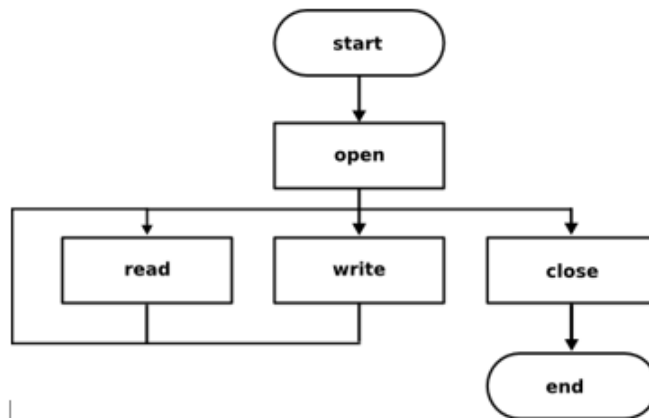 start
open
read
write
close
end